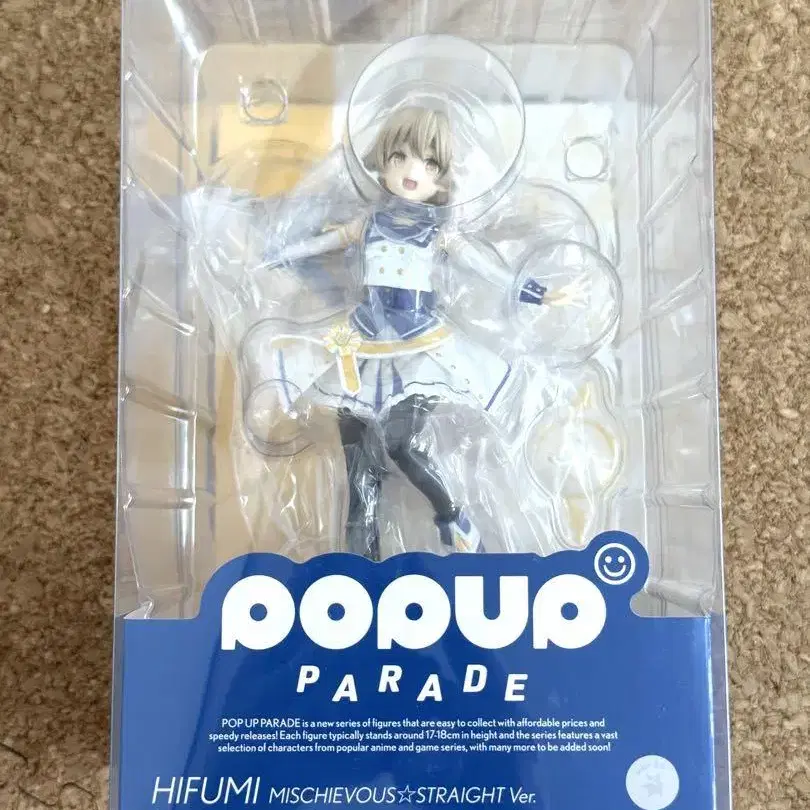 POPUP
PARADE
POP UP PARADE is a new series of figures that are easy to collect with affordable prices and
speedy releases! Each figure typically stands around 17-18cm in height and the series features a vast
selection of characters from popular anime and game series, with many more to be added soon!
HIFUMI MISCHIEVOUS☆STRAIGHT Ver.